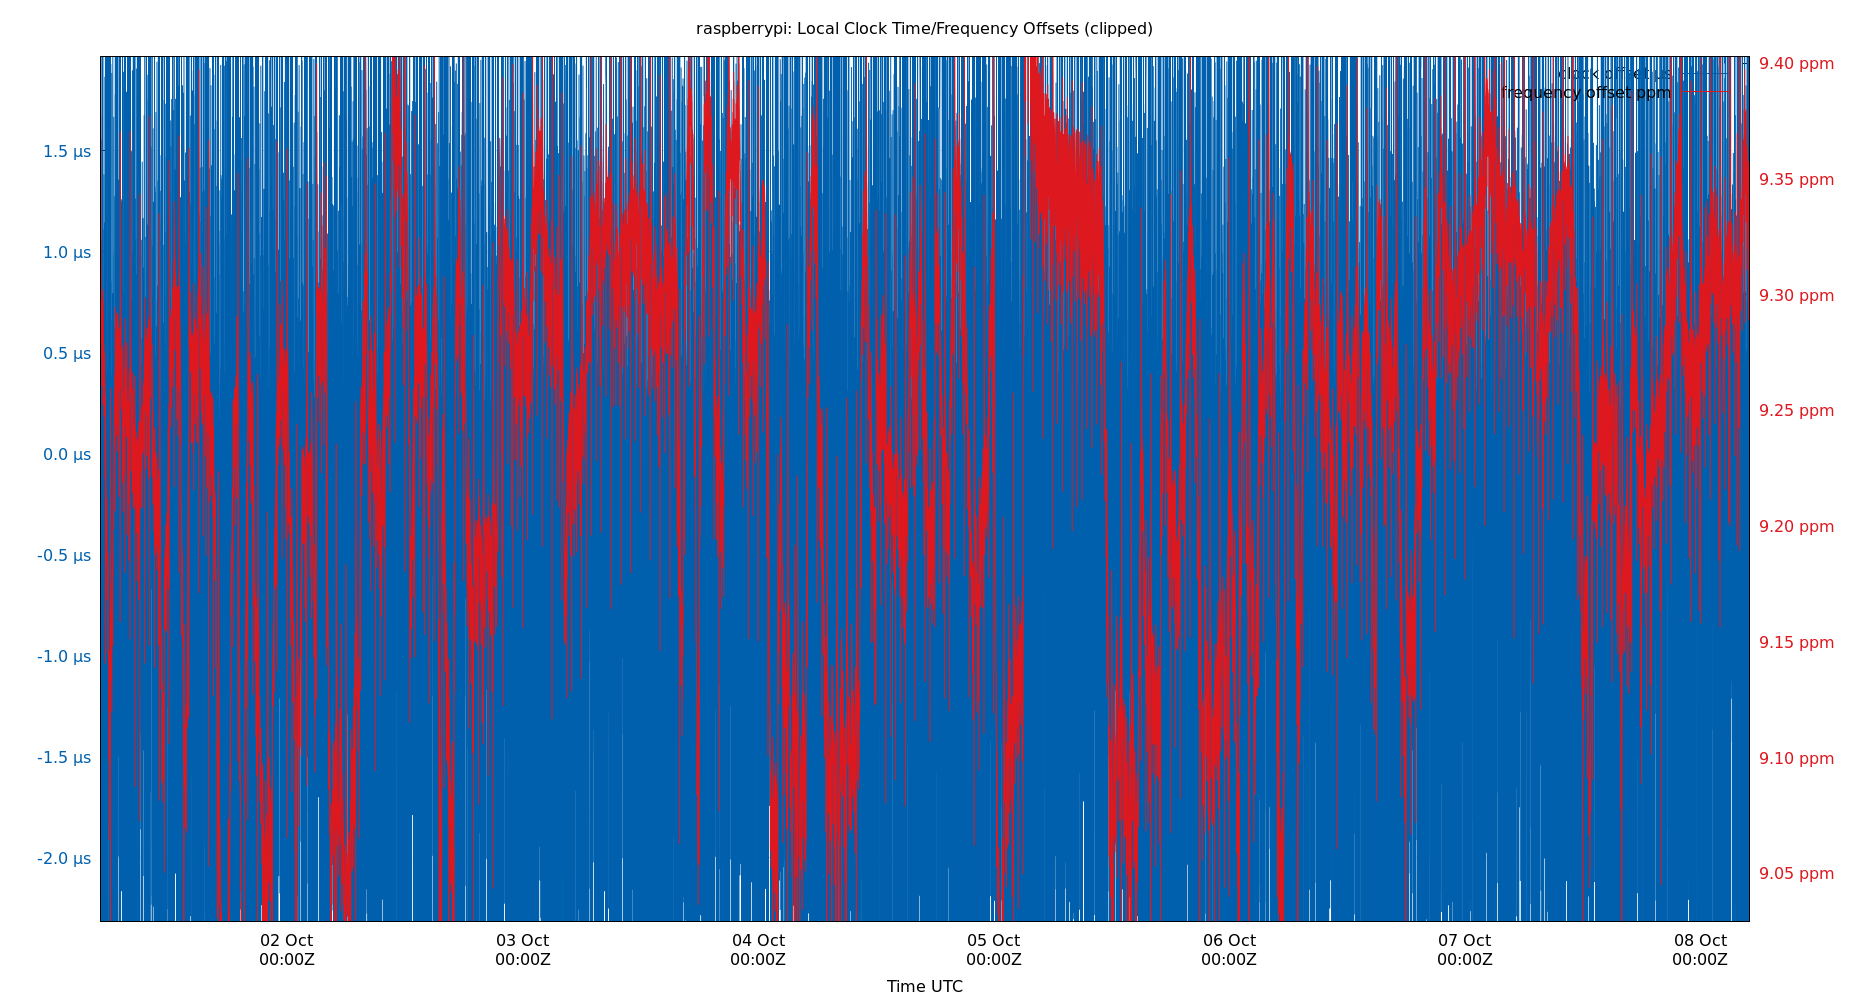 raspberrypi: Local Clock Time/Frequency Offsets (clipped)
clock offset µs
frequency offset ppm
1.5 µs
1.0 µs
0.5 µs
0.0 µs
-0.5 µs
-1.0 µs
-1.5 µs
-2.0 µs
9.40 ppm
9.35 ppm
9.30 ppm
9.25 ppm
9.20 ppm
9.15 ppm
9.10 ppm
9.05 ppm
02 Oct
00:00Z
03 Oct
00:00Z
04 Oct
00:00Z
05 Oct
00:00Z
06 Oct
00:00Z
07 Oct
00:00Z
08 Oct
00:00Z
Time UTC